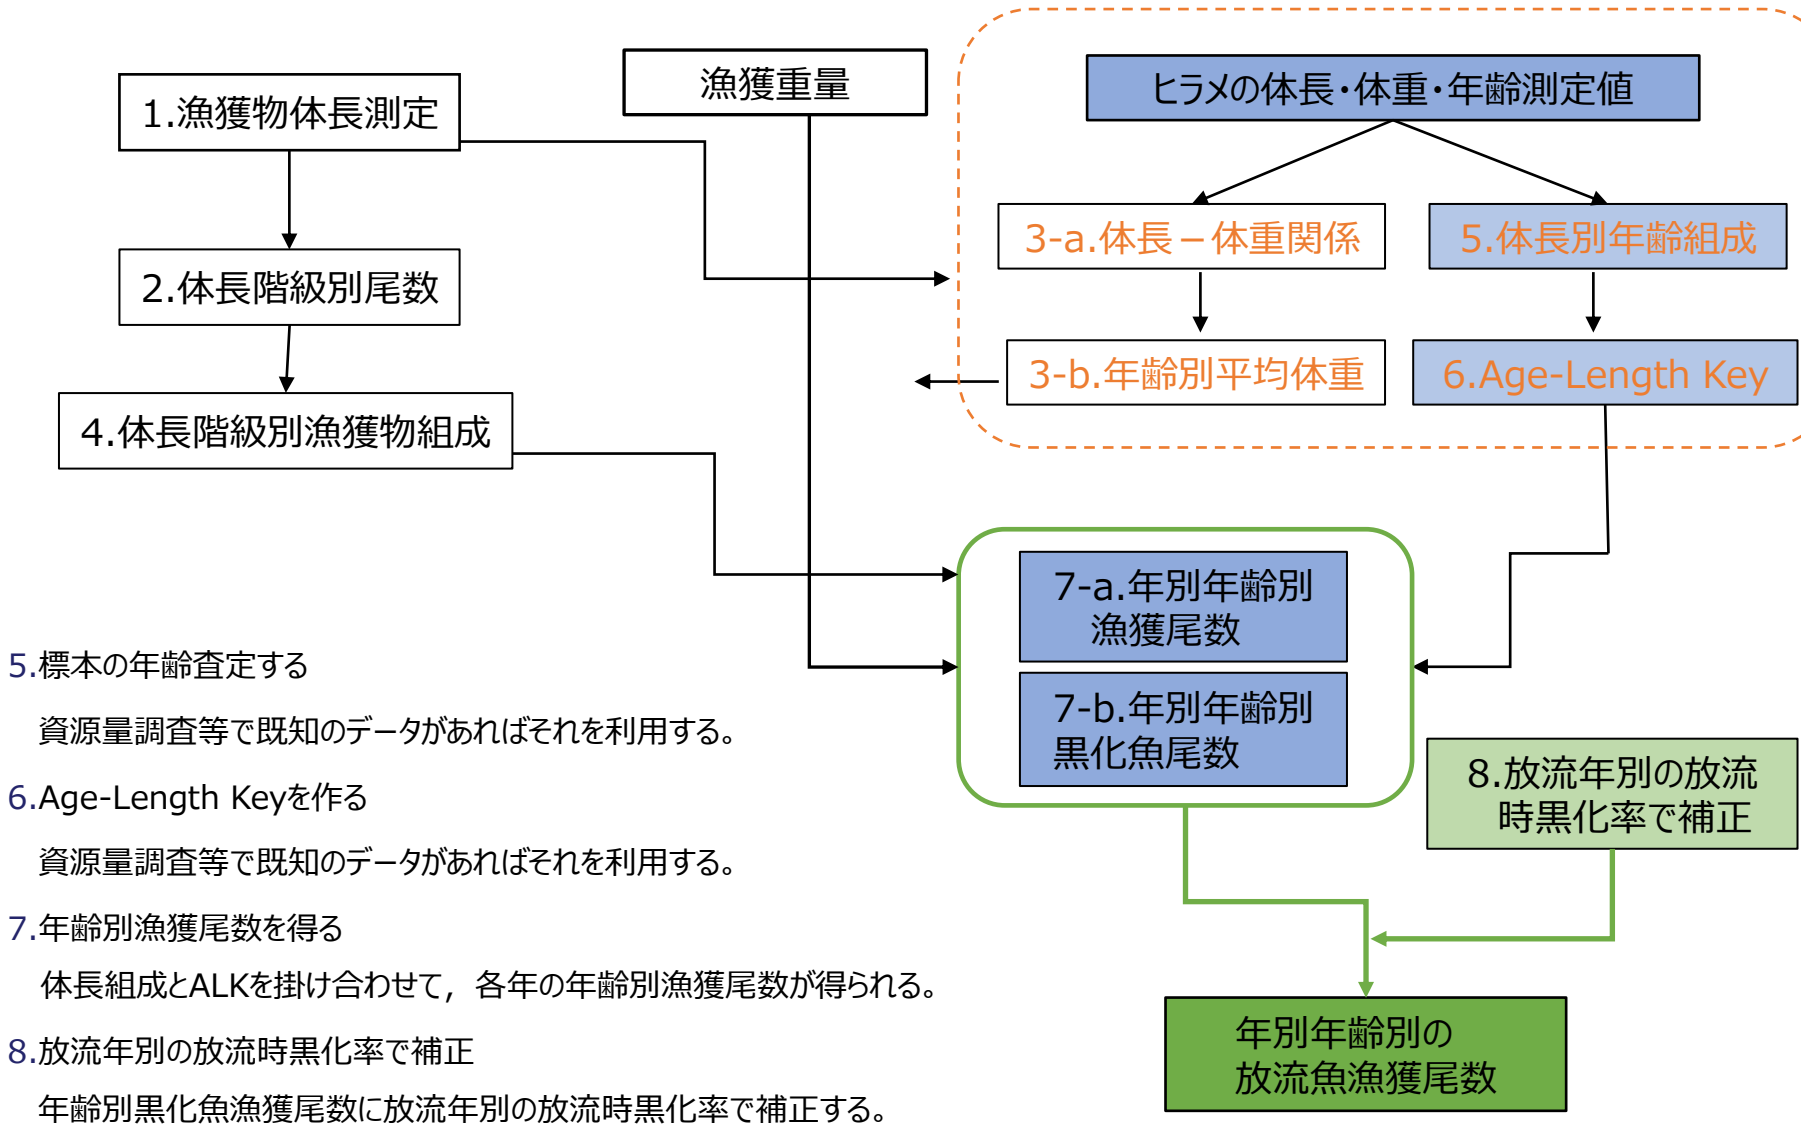 漁獲重量
ヒラメの体長・体重・年齢測定値
1.漁獲物体長測定
3-a.体長－体重関係
5.体長別年齢組成
2.体長階級別尾数
3-b.年齢別平均体重
6.Age-Length Key
4.体長階級別漁獲物組成
7-a.年別年齢別
漁獲尾数
7-b.年別年齢別
黒化魚尾数
8.放流年別の放流
時黒化率で補正
年別年齢別の
放流魚漁獲尾数
5.標本の年齢査定する
資源量調査等で既知のデータがあればそれを利用する。
6.Age-Length Keyを作る
資源量調査等で既知のデータがあればそれを利用する。
7.年齢別漁獲尾数を得る
体長組成とALKを掛け合わせて，各年の年齢別漁獲尾数が得られる。
8.放流年別の放流時黒化率で補正
年齢別黒化魚漁獲尾数に放流年別の放流時黒化率で補正する。